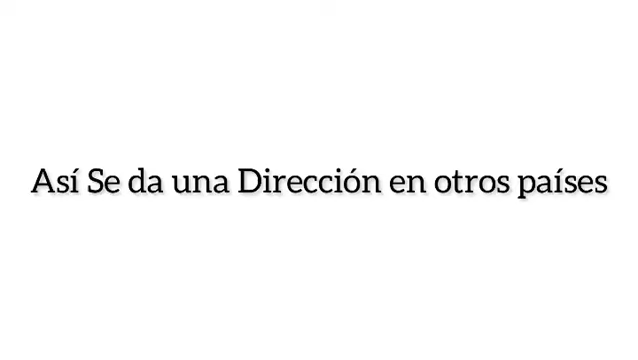 Así Se da una Dirección en otros países